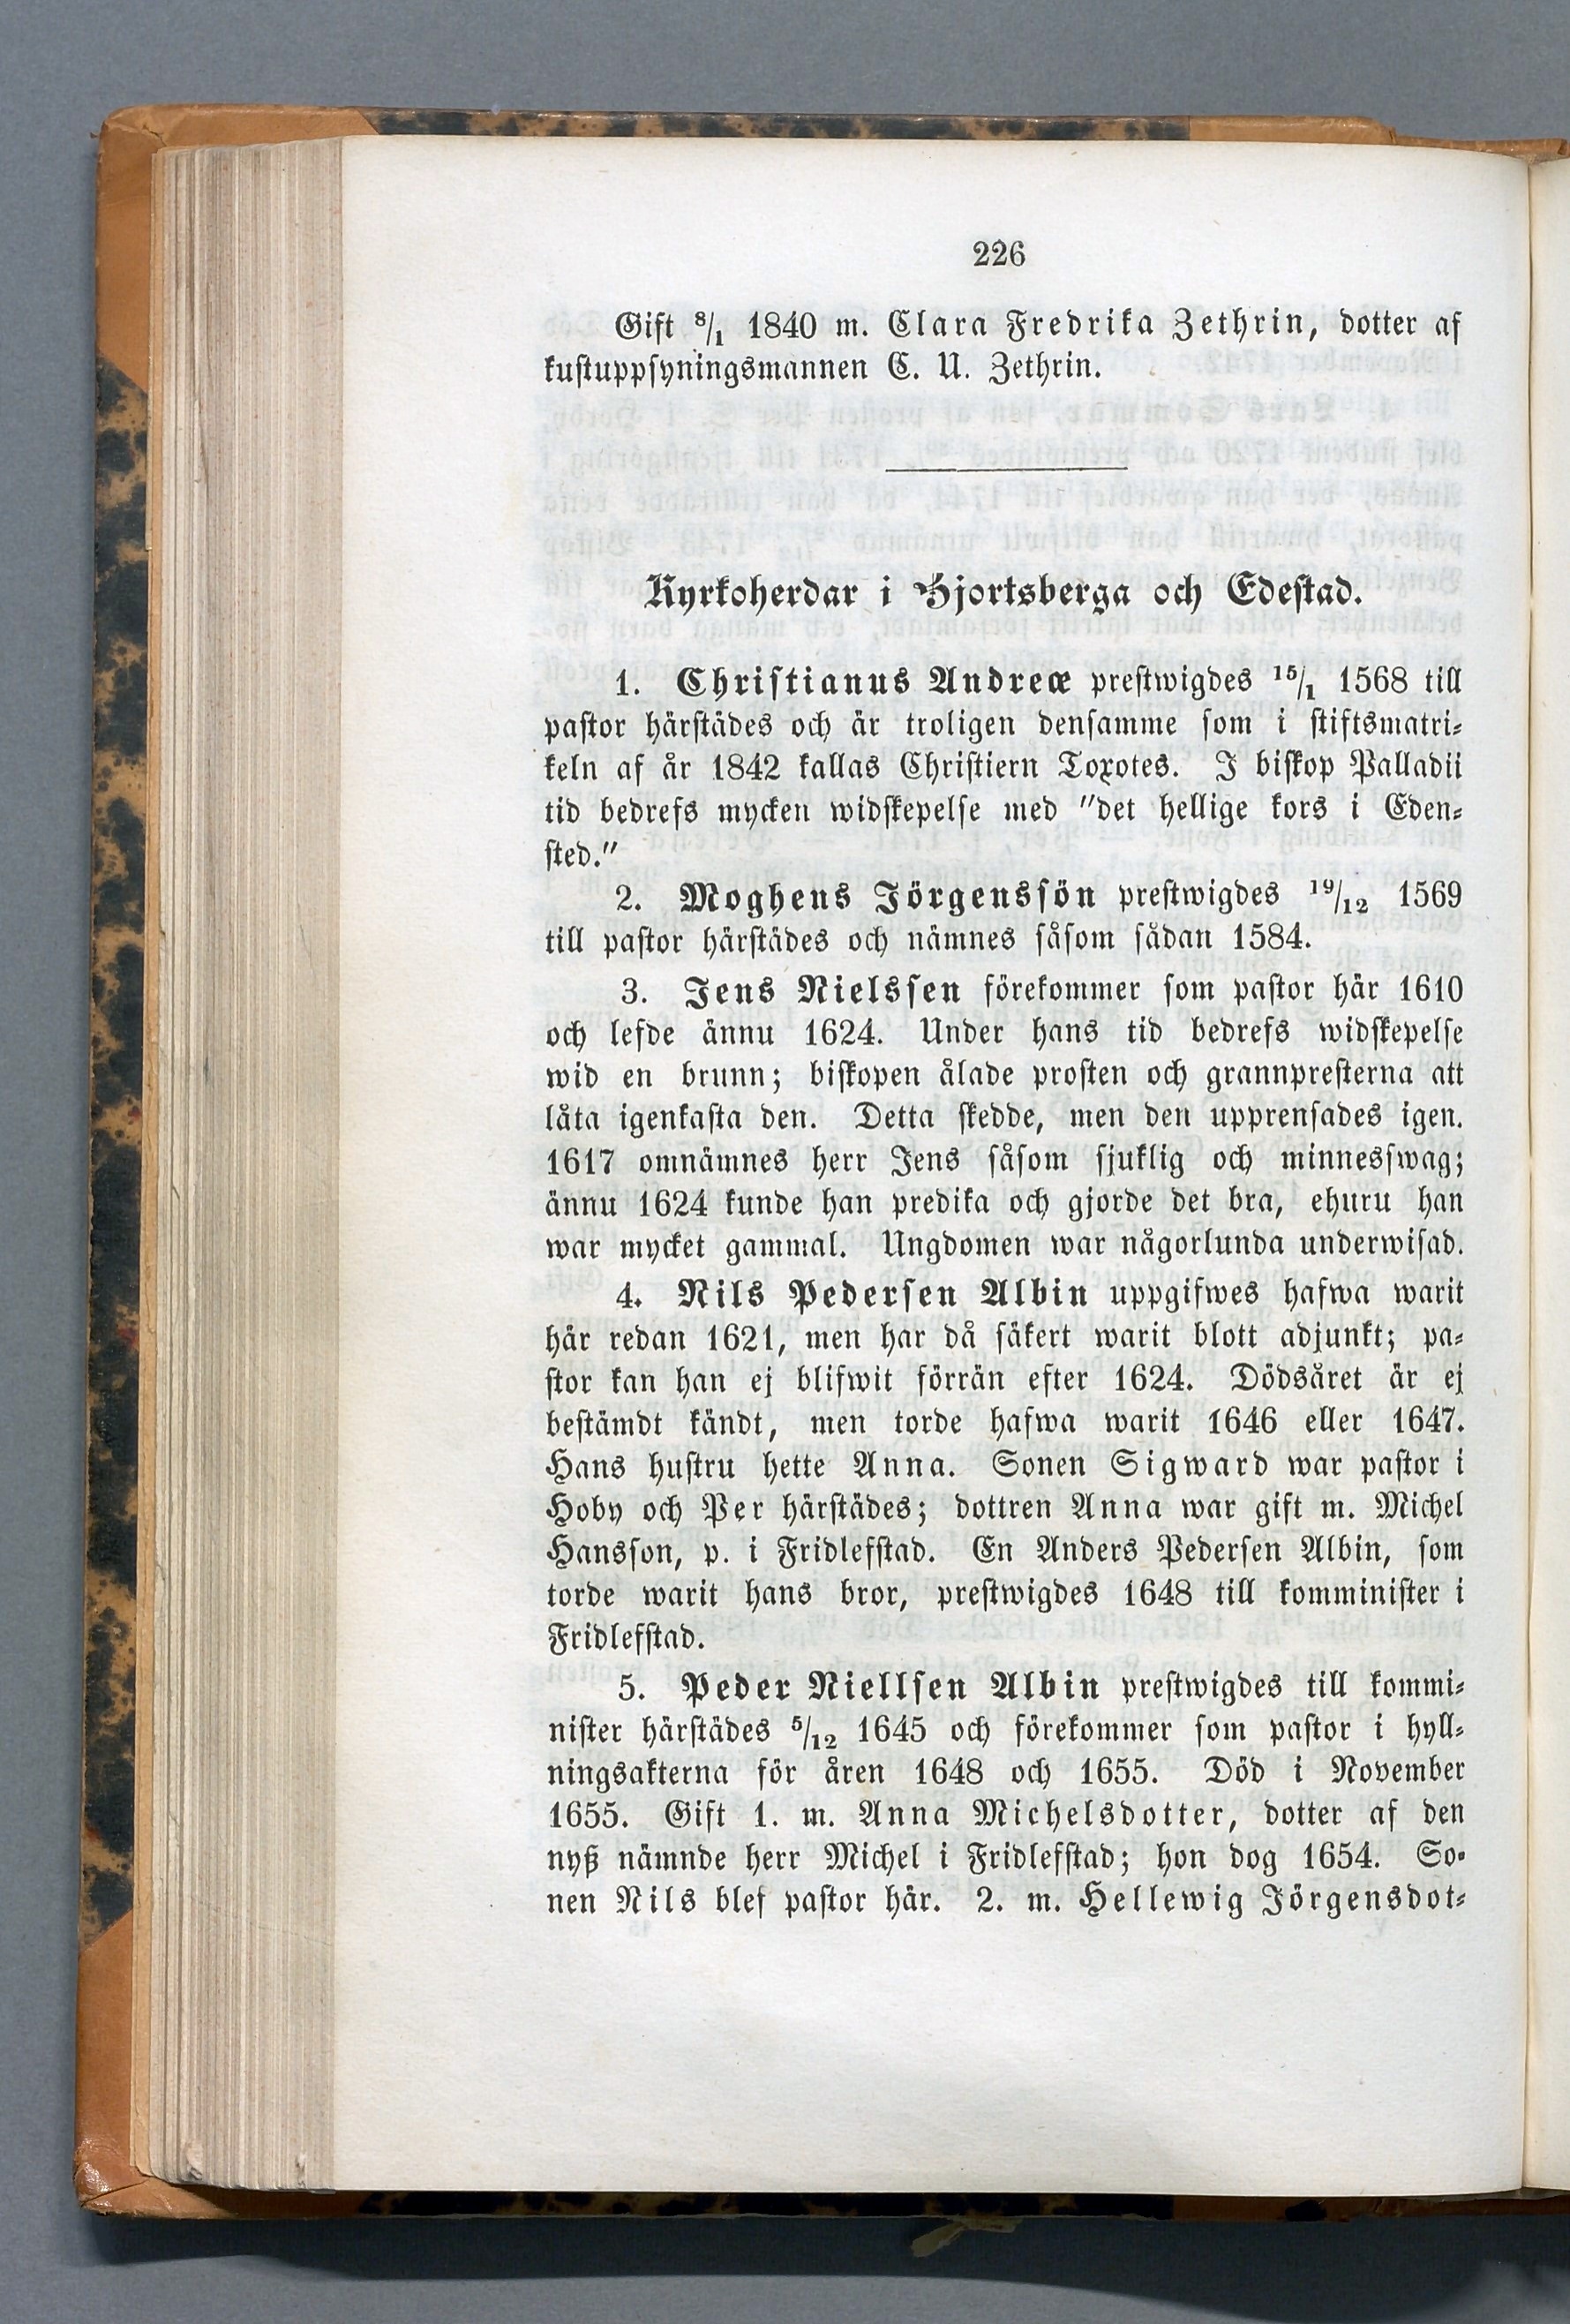 226
Gift 8/1 1840 m. Clara Fredrika Zethrin, dotter af
kustuppsyningsmannen C. U. Zethrin.
Kyrkoherdar i Hjortsberga och Edestad.
1. Christianus Andreæ prestwigdes 15/1 1568 till
pastor härstädes och är troligen densamme som i stiftsmatri-
keln af år 1842 kallas Christiern Toxotes. I biskop Palladii
tid bedrefs mycken widskepelse med "det hellige kors i Eden-
sted."
2. Moghens Jörgenssön prestwigdes 19/12 1569
till pastor härstädes och nämnes såsom sådan 1584.
3. Jens Nielssen förekommer som pastor här 1610
och lefde ännu 1624. Under hans tid bedrefs widskepelse
wid en brunn; biskopen ålade prosten och grannpresterna att
låta igenkasta den. Detta skedde, men den upprensades igen.
1617 omnämnes herr Jens såsom sjuklig och minnesswag;
ännu 1624 kunde han predika och gjorde det bra, ehuru han
war mycket gammal. Ungdomen war någorlunda underwisad.
4. Nils Pedersen Albin uppgifwes hafwa warit
här redan 1621, men har då säkert warit blott adjunkt; pa-
stor kan han ej blifwit förrän efter 1624. Dödsåret är ej
bestämdt kändt, men torde hafwa warit 1646 eller 1647.
Hans hustru hette Anna. Sonen Sigward war pastor i
Hoby och Per härstädes; dottren Anna war gift m. Michel
Hansson, p. i Fridlefstad. En Anders Pedersen Albin, som
torde warit hans bror, prestwigdes 1648 till komminister i
Fridlefstad.
5. Peder Niellsen Albin prestwigdes till kommi-
nister härstädes 5/12 1645 och förekommer som pastor i hyll-
ningsakterna för åren 1648 och 1655. Död i November
1655. Gift 1. m. Anna Michelsdotter, dotter af den
nyß nämnde herr Michel i Fridlefstad; hon dog 1654. So-
nen Nils blef pastor här. 2. m. Hellewig Jörgensdot-